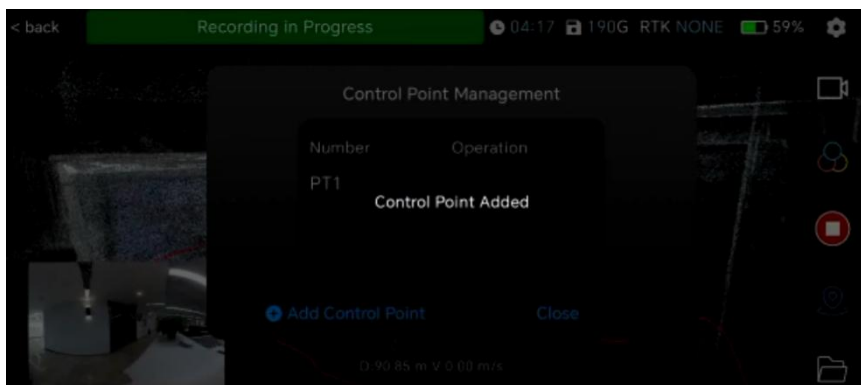 < back Recording in Progress 04:17 190G RTK NONE 59%
Control Point Management
Number Operation
PT1
Control Point Added
Add Control Point Close
D:90.85 m V:0.00 m/s